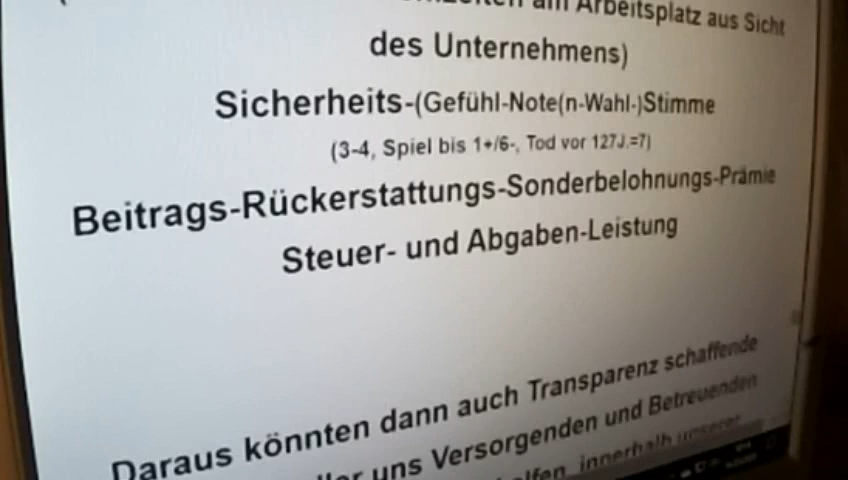 am Arbeitsplatz aus Sicht
des Unternehmens)
Sicherheits-(Gefühl-Note(n-Wahl-)Stimme
(3-4, Spiel bis 1+/6-, Tod vor 127J.=7)
Beitrags-Rückerstattungs-Sonderbelohnungs-Prämie
Steuer- und Abgaben-Leistung
Daraus könnten dann auch Transparenz schaffende
uns Versorgenden und Betreuenden
innerhalb unserer